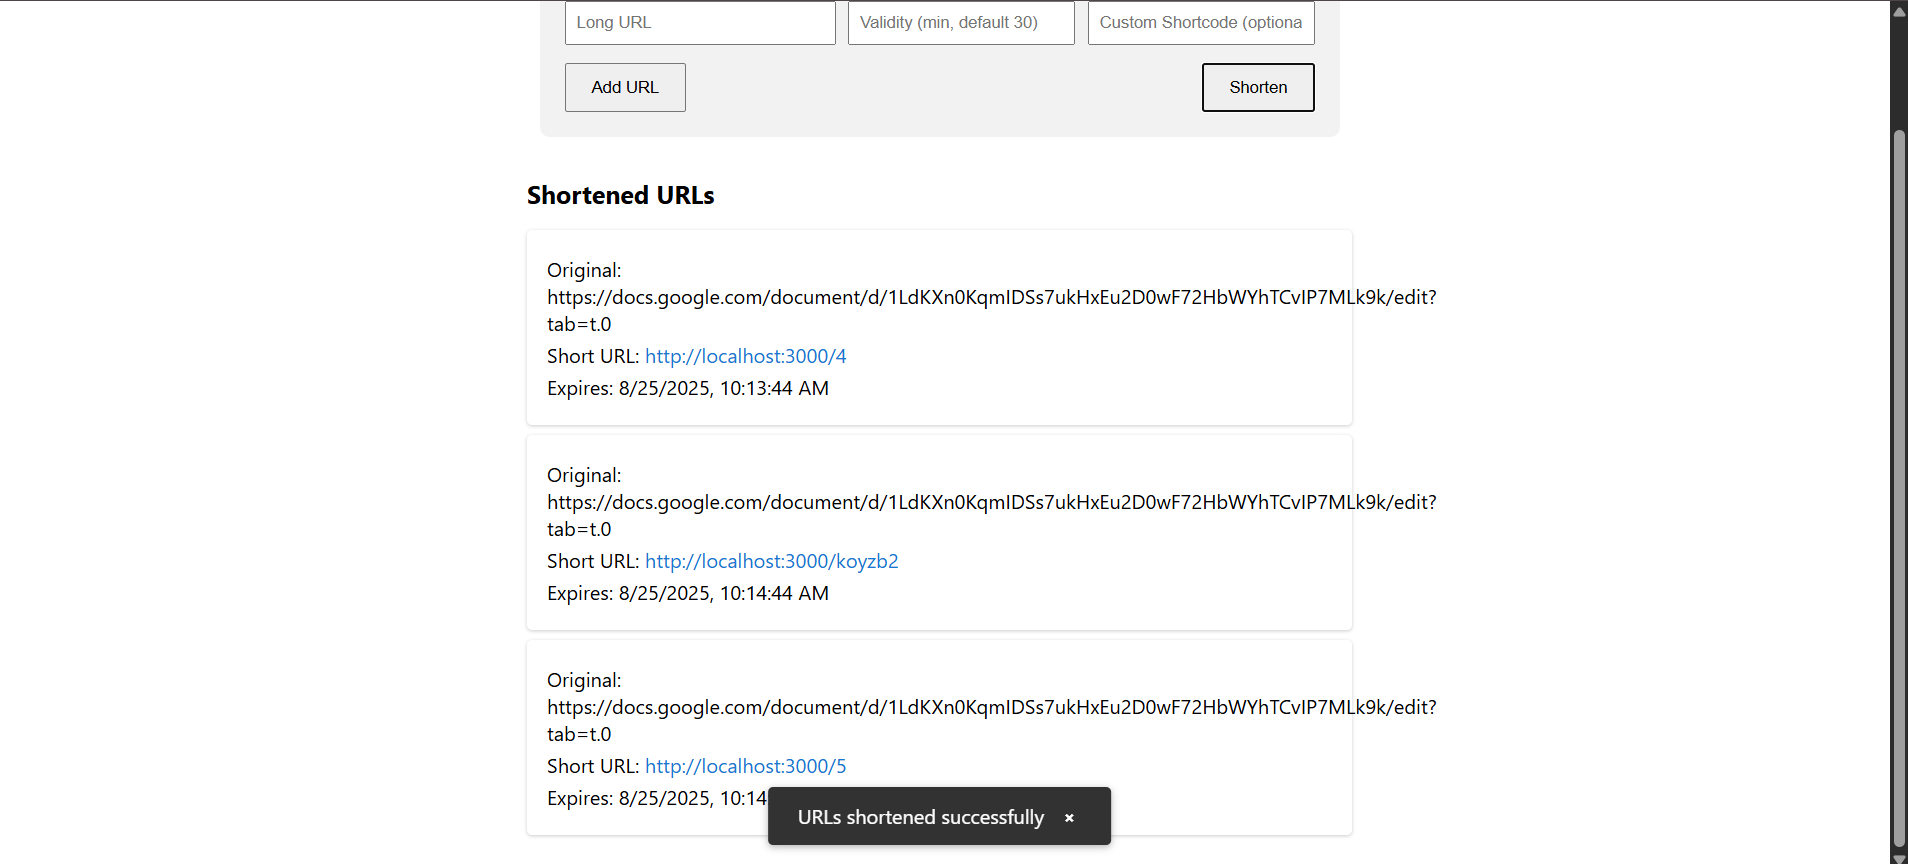 Long URL
Validity (min, default 30)
Custom Shortcode (optiona
Add URL
Shorten
Shortened URLs
Original:
https://docs.google.com/document/d/1LdKXn0KqmIDSs7ukHxEu2D0wF72HbWYhTCvIP7MLk9k/edit?
tab=t.0
Short URL: http://localhost:3000/4
Expires: 8/25/2025, 10:13:44 AM
Original:
https://docs.google.com/document/d/1LdKXn0KqmIDSs7ukHxEu2D0wF72HbWYhTCvIP7MLk9k/edit?
tab=t.0
Short URL: http://localhost:3000/koyzb2
Expires: 8/25/2025, 10:14:44 AM
Original:
https://docs.google.com/document/d/1LdKXn0KqmIDSs7ukHxEu2D0wF72HbWYhTCvIP7MLk9k/edit?
tab=t.0
Short URL: http://localhost:3000/5
Expires: 8/25/2025, 10:14
URLs shortened successfully ×